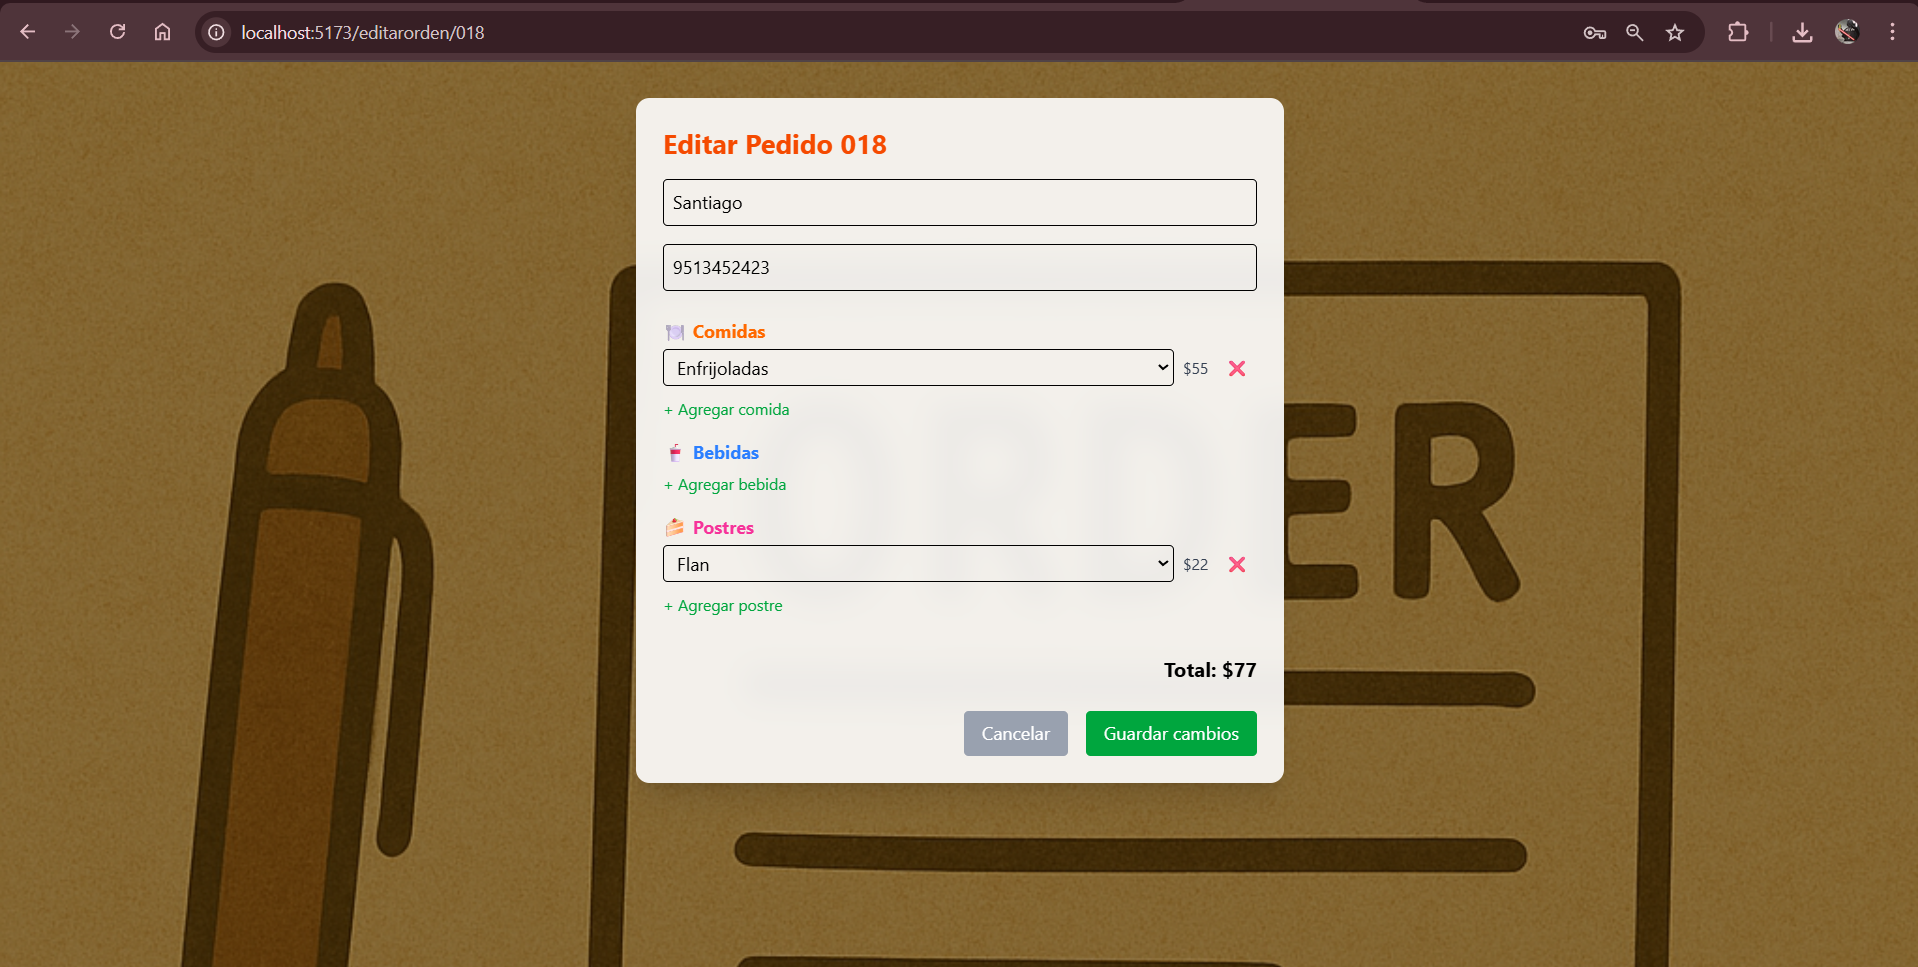 localhost:5173/editarorden/018
Editar Pedido 018
Santiago
9513452423
Comidas
Enfrijoladas $55
+ Agregar comida
Bebidas
+ Agregar bebida
Postres
Flan $22
+ Agregar postre
Total: $77
Cancelar Guardar cambios
ORDER